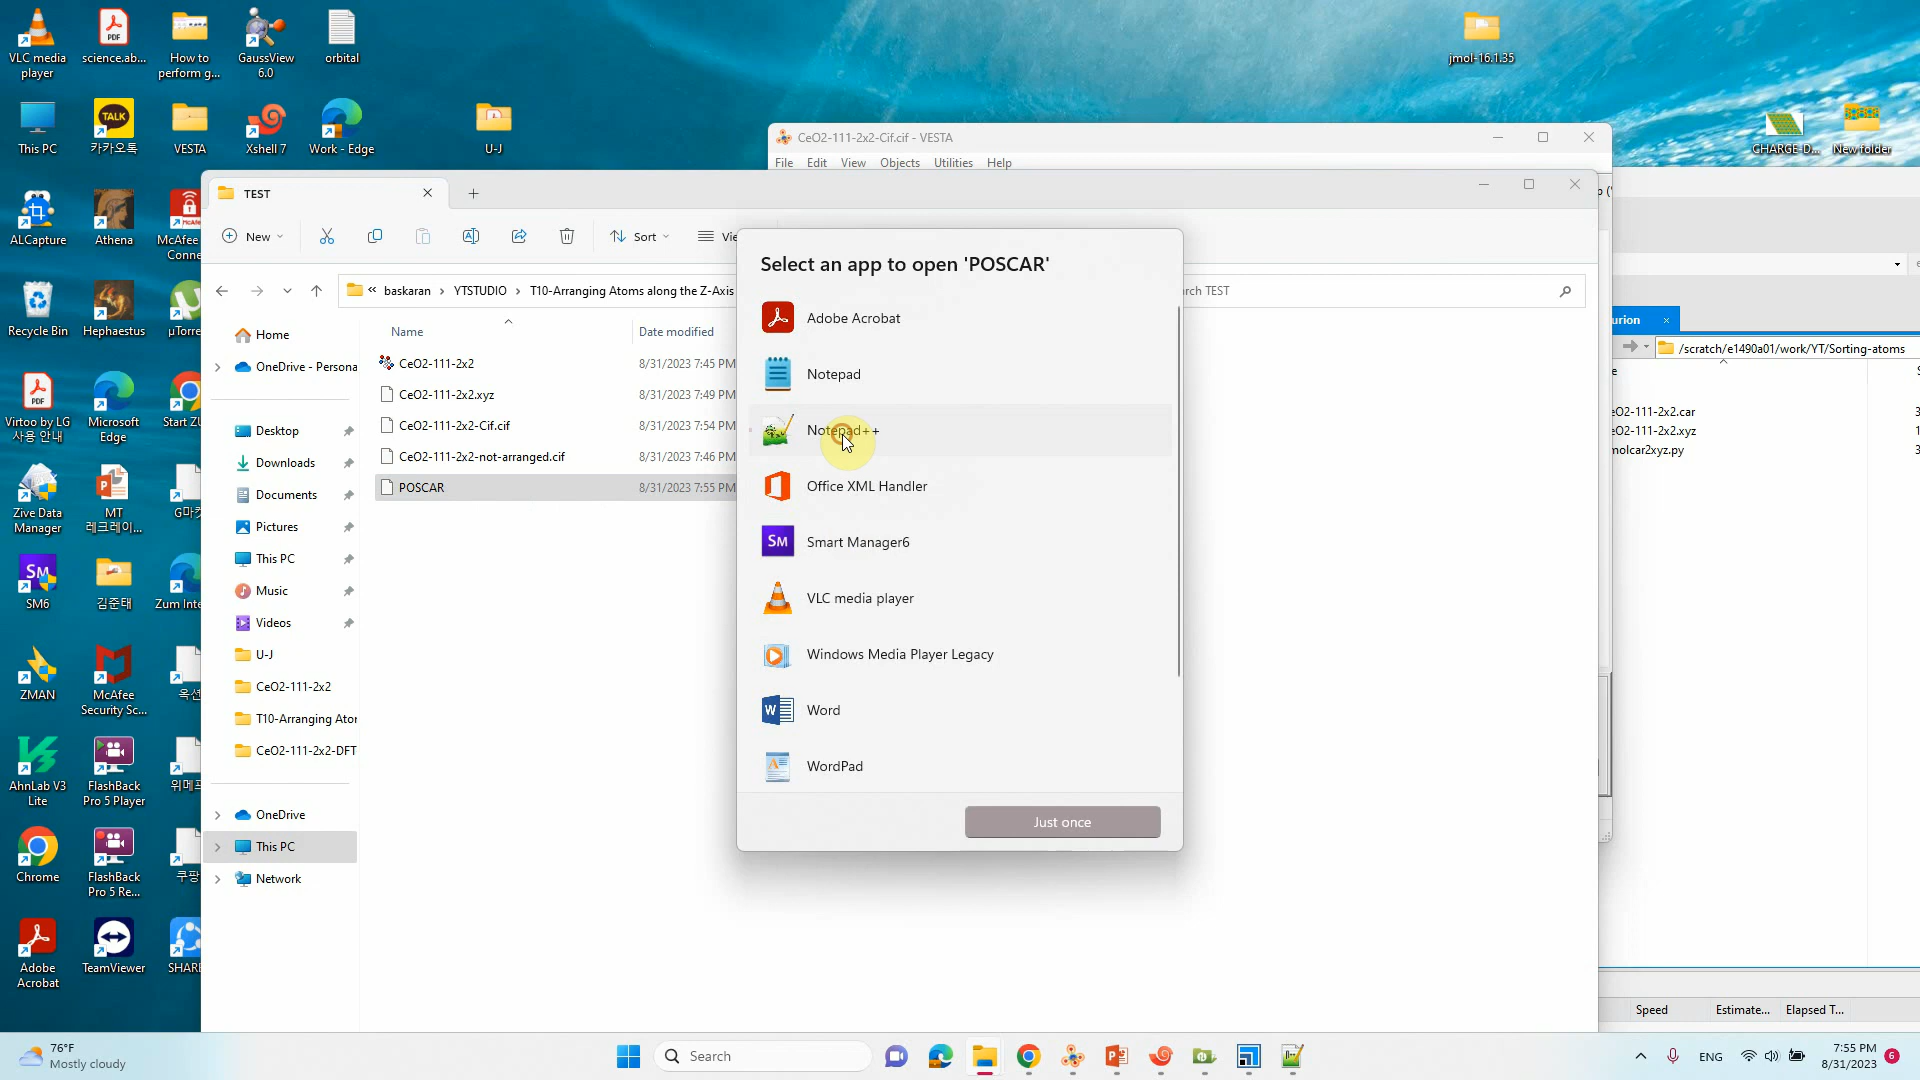 VLC media
player
science.ab...
How to
perform g...
GaussView
6.0
orbital
jmol-16.1.35
This PC
카카오톡
VESTA
Xshell 7
Work - Edge
U-J
CHARGE-D...
New folder
CeO2-111-2x2-Cif.cif - VESTA
File Edit View Objects Utilities Help
TEST
New
Sort
Vie
ALCapture
Athena
McAfee
Conne
baskaran > YTSTUDIO > T10-Arranging Atoms along the Z-Axis
rch TEST
Select an app to open 'POSCAR'
Recycle Bin
Hephaestus
µTorre
Name
Date modified
Home
OneDrive - Persona
CeO2-111-2x2
8/31/2023 7:45 PM
CeO2-111-2x2.xyz
8/31/2023 7:49 PM
CeO2-111-2x2-Cif.cif
8/31/2023 7:54 PM
CeO2-111-2x2-not-arranged.cif
8/31/2023 7:46 PM
POSCAR
8/31/2023 7:55 PM
Adobe Acrobat
Notepad
Notepad++
Office XML Handler
Smart Manager6
VLC media player
Windows Media Player Legacy
Word
WordPad
Just once
urion
/scratch/e1490a01/work/YT/Sorting-atoms
eO2-111-2x2.car
eO2-111-2x2.xyz
molcar2xyz.py
Speed
Estimate...
Elapsed T...
Virtoo by LG
사용 안내
Microsoft
Edge
Start ZU
Desktop
Downloads
Documents
Pictures
This PC
Music
Videos
U-J
CeO2-111-2x2
T10-Arranging Ator
CeO2-111-2x2-DFT
OneDrive
This PC
Network
Zive Data
Manager
MT
레크레이...
G마켓
SM
SM6
김준태
Zum Inte
ZMAN
McAfee
Security Sc...
옥션
AhnLab V3
Lite
FlashBack
Pro 5 Player
위메프
Chrome
FlashBack
Pro 5 Re...
쿠팡
Adobe
Acrobat
TeamViewer
SHARE
76°F
Mostly cloudy
Search
ENG
7:55 PM
8/31/2023
6